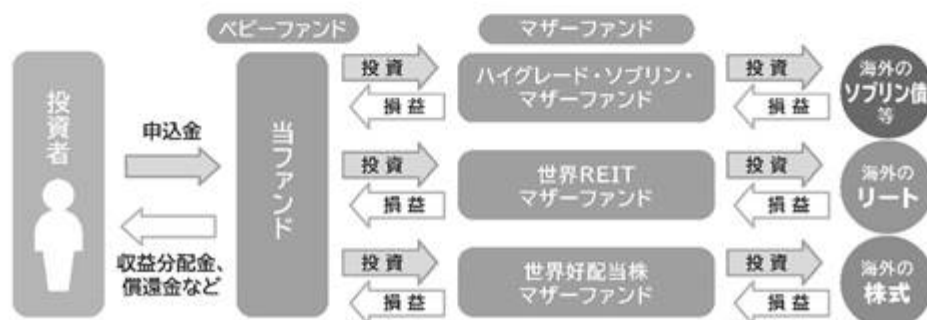 ベビーファンド
マザーファンド
投資者
申込金
収益分配金、
償還金など
当ファンド
投資
損益
ハイグレード・ソブリン・
マザーファンド
投資
損益
海外の
ソブリン債
等
投資
損益
世界REIT
マザーファンド
投資
損益
海外の
リート
投資
損益
世界好配当株
マザーファンド
投資
損益
海外の
株式